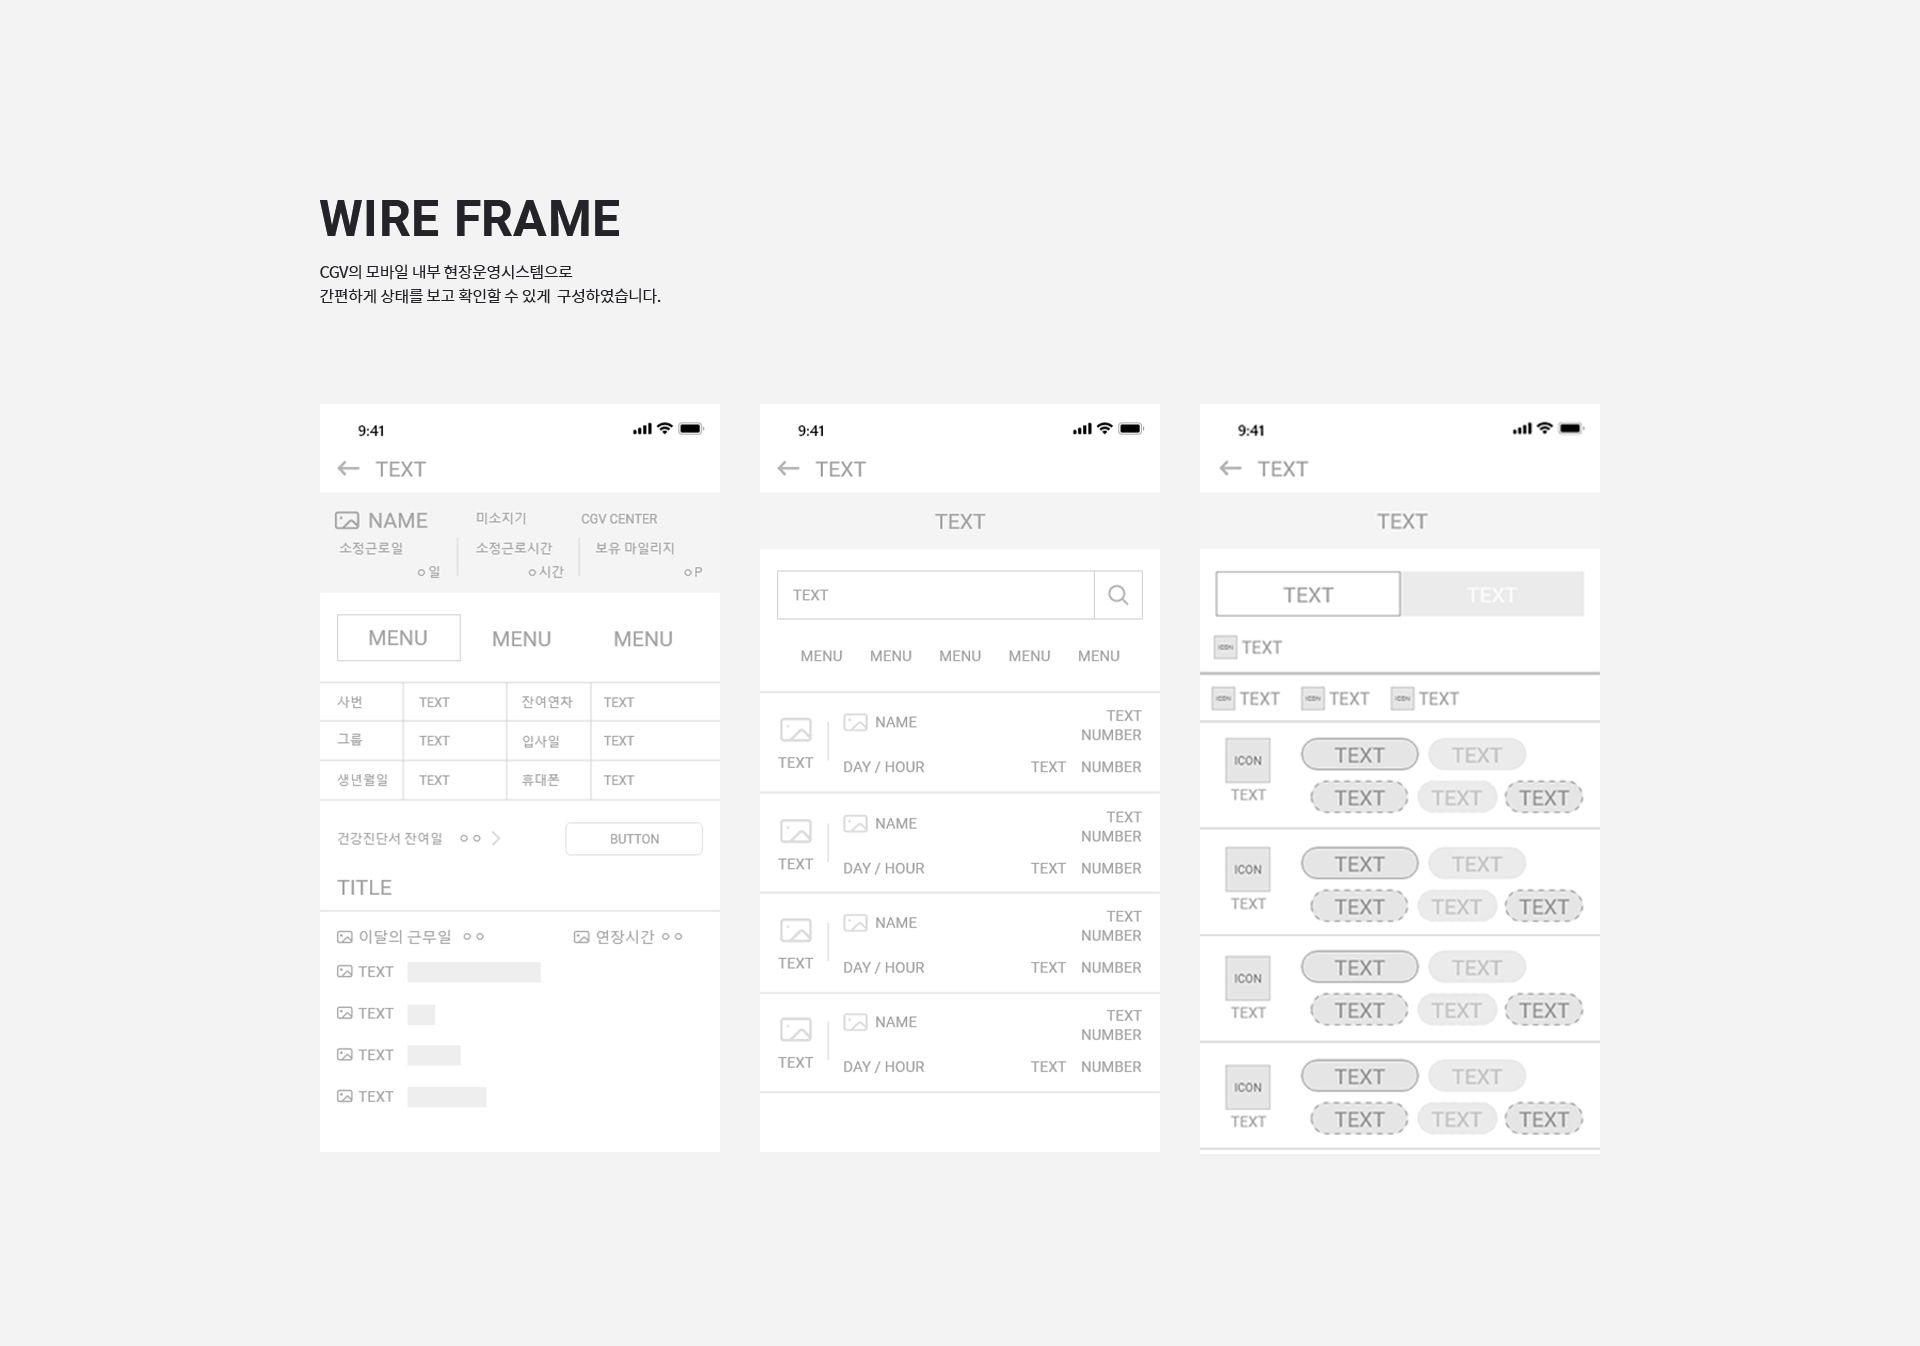 WIRE FRAME
CGV의 모바일 내부 현장운영시스템으로
간편하게 상태를 보고 확인할 수 있게 구성하였습니다.
9:41
TEXT
NAME 미소지기 CGV CENTER
소정근로일 소정근로시간 보유 마일리지
ㅇ일 ㅇ시간 ㅇP
MENU MENU MENU
사번 TEXT 잔여연차 TEXT
그룹 TEXT 입사일 TEXT
생년월일 TEXT 휴대폰 TEXT
건강진단서 잔여일 ㅇㅇ BUTTON
TITLE
이달의 근무일 ㅇㅇ 연장시간 ㅇㅇ
TEXT
TEXT
TEXT
TEXT
9:41
TEXT
TEXT
TEXT
MENU MENU MENU MENU MENU
NAME TEXT
NUMBER
TEXT
DAY / HOUR TEXT NUMBER
NAME TEXT
NUMBER
TEXT
DAY / HOUR TEXT NUMBER
NAME TEXT
NUMBER
TEXT
DAY / HOUR TEXT NUMBER
NAME TEXT
NUMBER
TEXT
DAY / HOUR TEXT NUMBER
9:41
TEXT
TEXT
TEXT TEXT
ICON TEXT
ICON TEXT ICON TEXT ICON TEXT
ICON TEXT TEXT
TEXT TEXT TEXT TEXT
ICON TEXT TEXT
TEXT TEXT TEXT TEXT
ICON TEXT TEXT
TEXT TEXT TEXT TEXT
ICON TEXT TEXT
TEXT TEXT TEXT TEXT